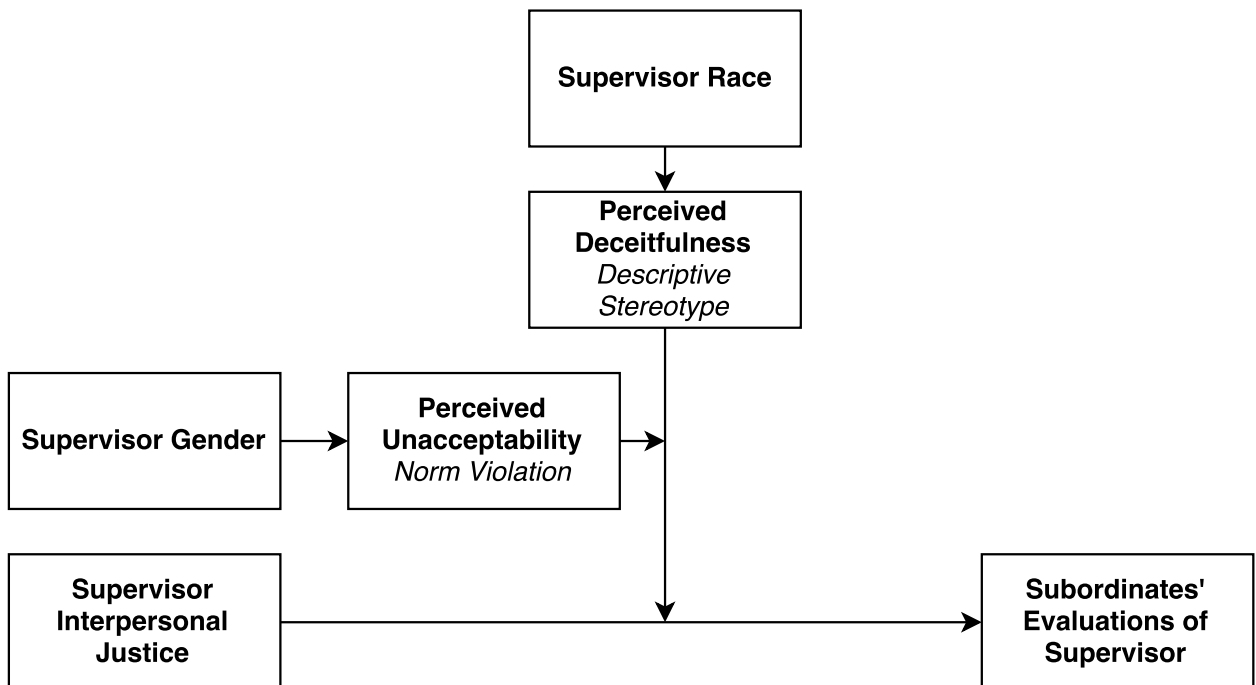 Supervisor Race
Perceived
Deceitfulness
Descriptive
Stereotype
Supervisor Gender
Perceived
Unacceptability
Norm Violation
Supervisor
Interpersonal
Justice
Subordinates'
Evaluations of
Supervisor